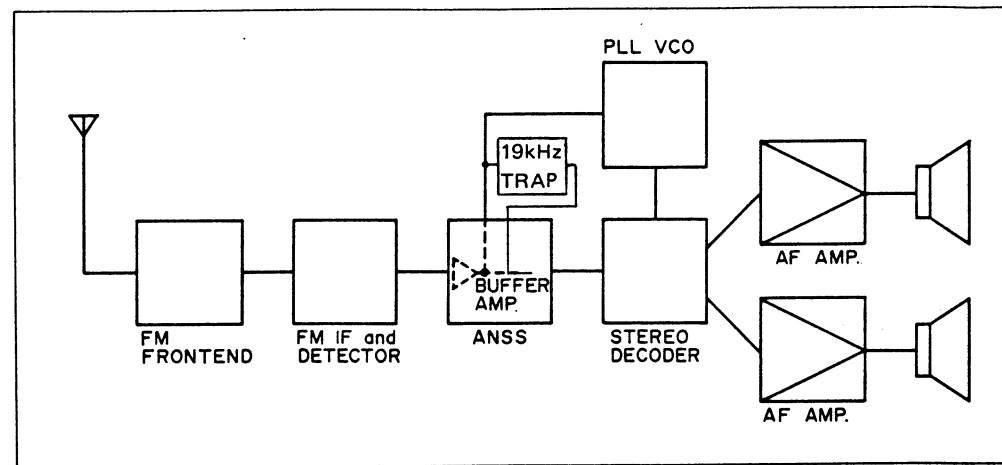 PLL VCO
19kHz
TRAP
BUFFER
AMP.
FM
FRONTEND
FM IF and
DETECTOR
ANSS
STEREO
DECODER
AF AMP.
AF AMP.